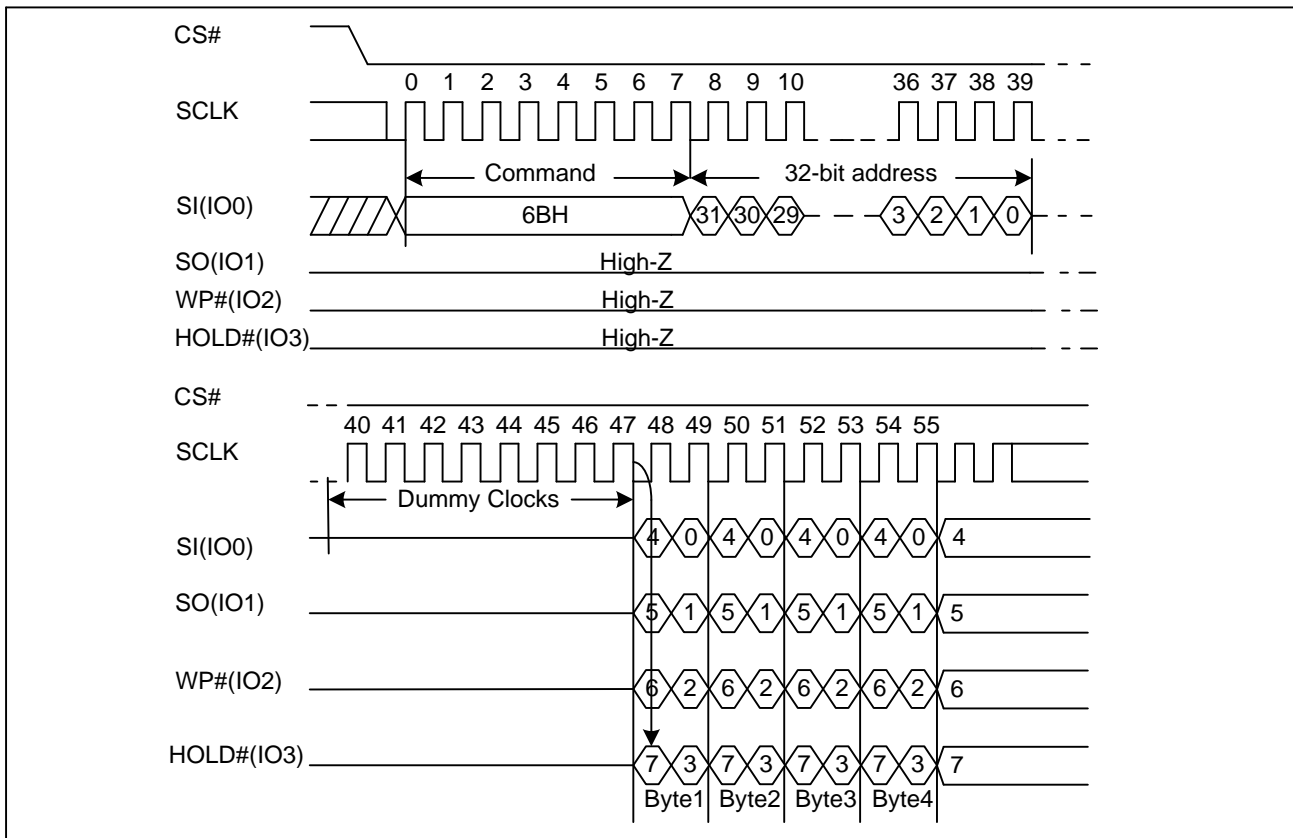 CS#
0 1 2 3 4 5 6 7 8 9 10 36 37 38 39
SCLK
Command 32-bit address
SI(IO0) 6BH 31 30 29 3 2 1 0
SO(IO1) High-Z
WP#(IO2) High-Z
HOLD#(IO3) High-Z
CS#
40 41 42 43 44 45 46 47 48 49 50 51 52 53 54 55
SCLK
Dummy Clocks
SI(IO0) 4 0 4 0 4 0 4 0 4
SO(IO1) 5 1 5 1 5 1 5 1 5
WP#(IO2) 6 2 6 2 6 2 6 2 6
HOLD#(IO3) 7 3 7 3 7 3 7 3 7
Byte1 Byte2 Byte3 Byte4